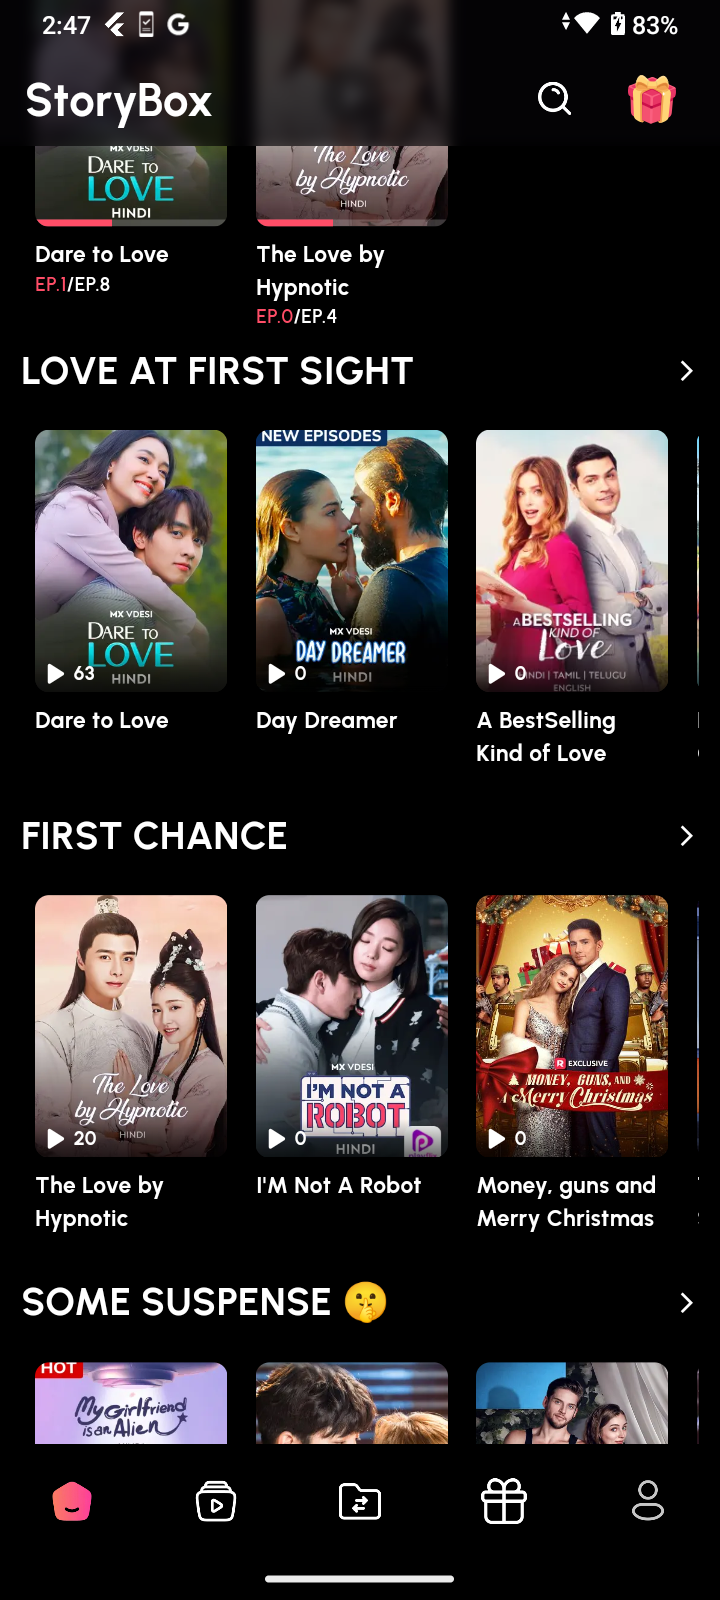 2:47
83%
StoryBox
MX VDESI
DARE TO
LOVE
HINDI
The Love
by Hypnotic
HINDI
Dare to Love
The Love by
Hypnotic
EP.1/EP.8
EP.0/EP.4
LOVE AT FIRST SIGHT
MX VDESI
DARE TO
LOVE
HINDI
63
NEW EPISODES
MX VDESI
DAY DREAMER
HINDI
0
A BESTSELLING
KIND OF
Love
HINDI | TAMIL | TELUGU
ENGLISH
0
Dare to Love
Day Dreamer
A BestSelling
Kind of Love
FIRST CHANCE
The Love
by Hypnotic
HINDI
20
MX VDESI
I'M NOT A
ROBOT
HINDI
0
R EXCLUSIVE
MONEY, GUNS, AND
A Merry Christmas
0
The Love by
Hypnotic
I'M Not A Robot
Money, guns and
Merry Christmas
SOME SUSPENSE 🤫
HOT
My Girlfriend
is an Alien